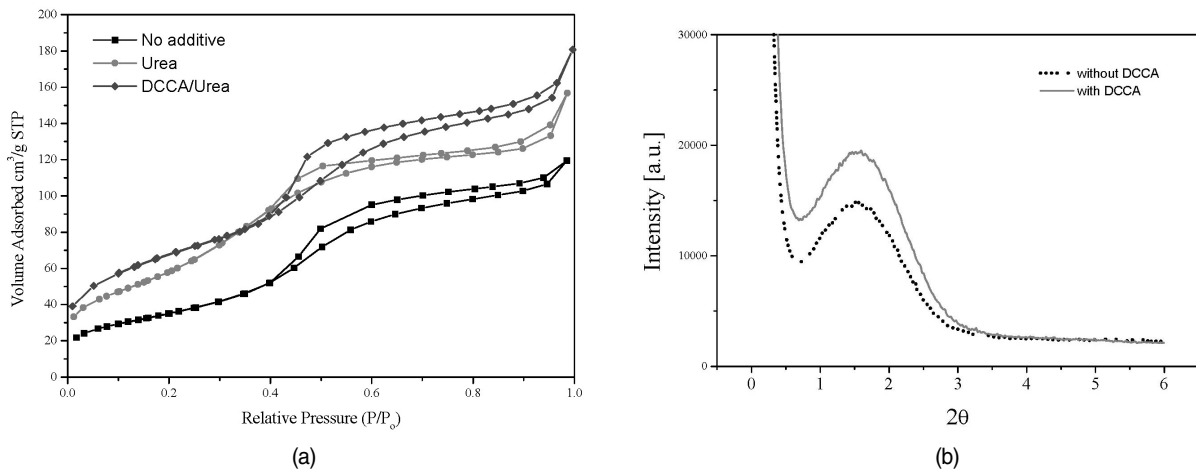 200
180
160
140
120
100
80
60
40
20
0
Volume Adsorbed cm³/g STP
No additive
Urea
DCCA/Urea
0.0 0.2 0.4 0.6 0.8 1.0
Relative Pressure (P/Pₒ)
(a)
30000
20000
10000
0
Intensity [a.u.]
without DCCA
with DCCA
0 1 2 3 4 5 6
2θ
(b)